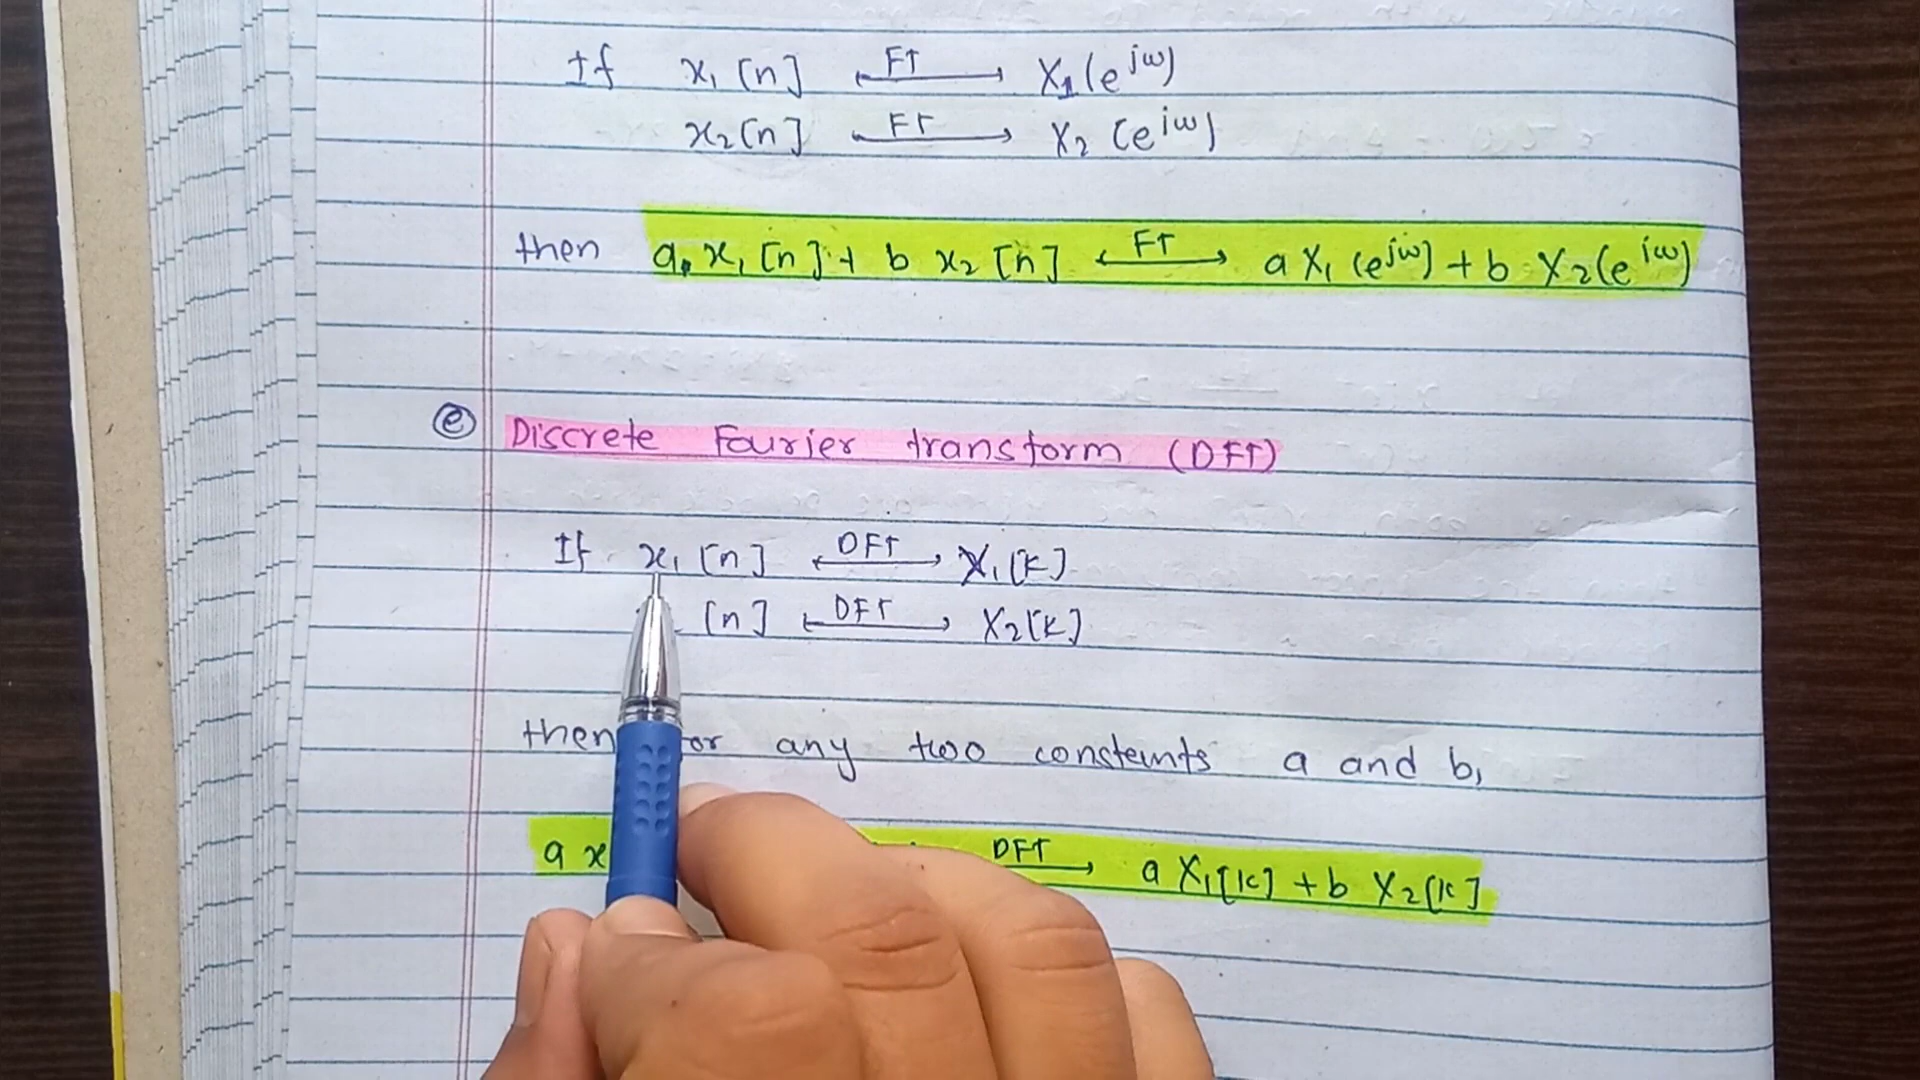 If x₁ [n] ⟷FT X₁(e^jω)
x₂[n] ⟷FT X₂ (e^jω)
then a x₁ [n] + b x₂ [n] ⟷FT a X₁ (e^jω) + b X₂(e^jω)
ⓔ Discrete Fourier transform (DFT)
If x₁ [n] ⟷DFT X₁[k]
[n] ⟷DFT X₂[k]
then for any two constants a and b,
a x DFT→ a X₁[k] + b X₂[k]